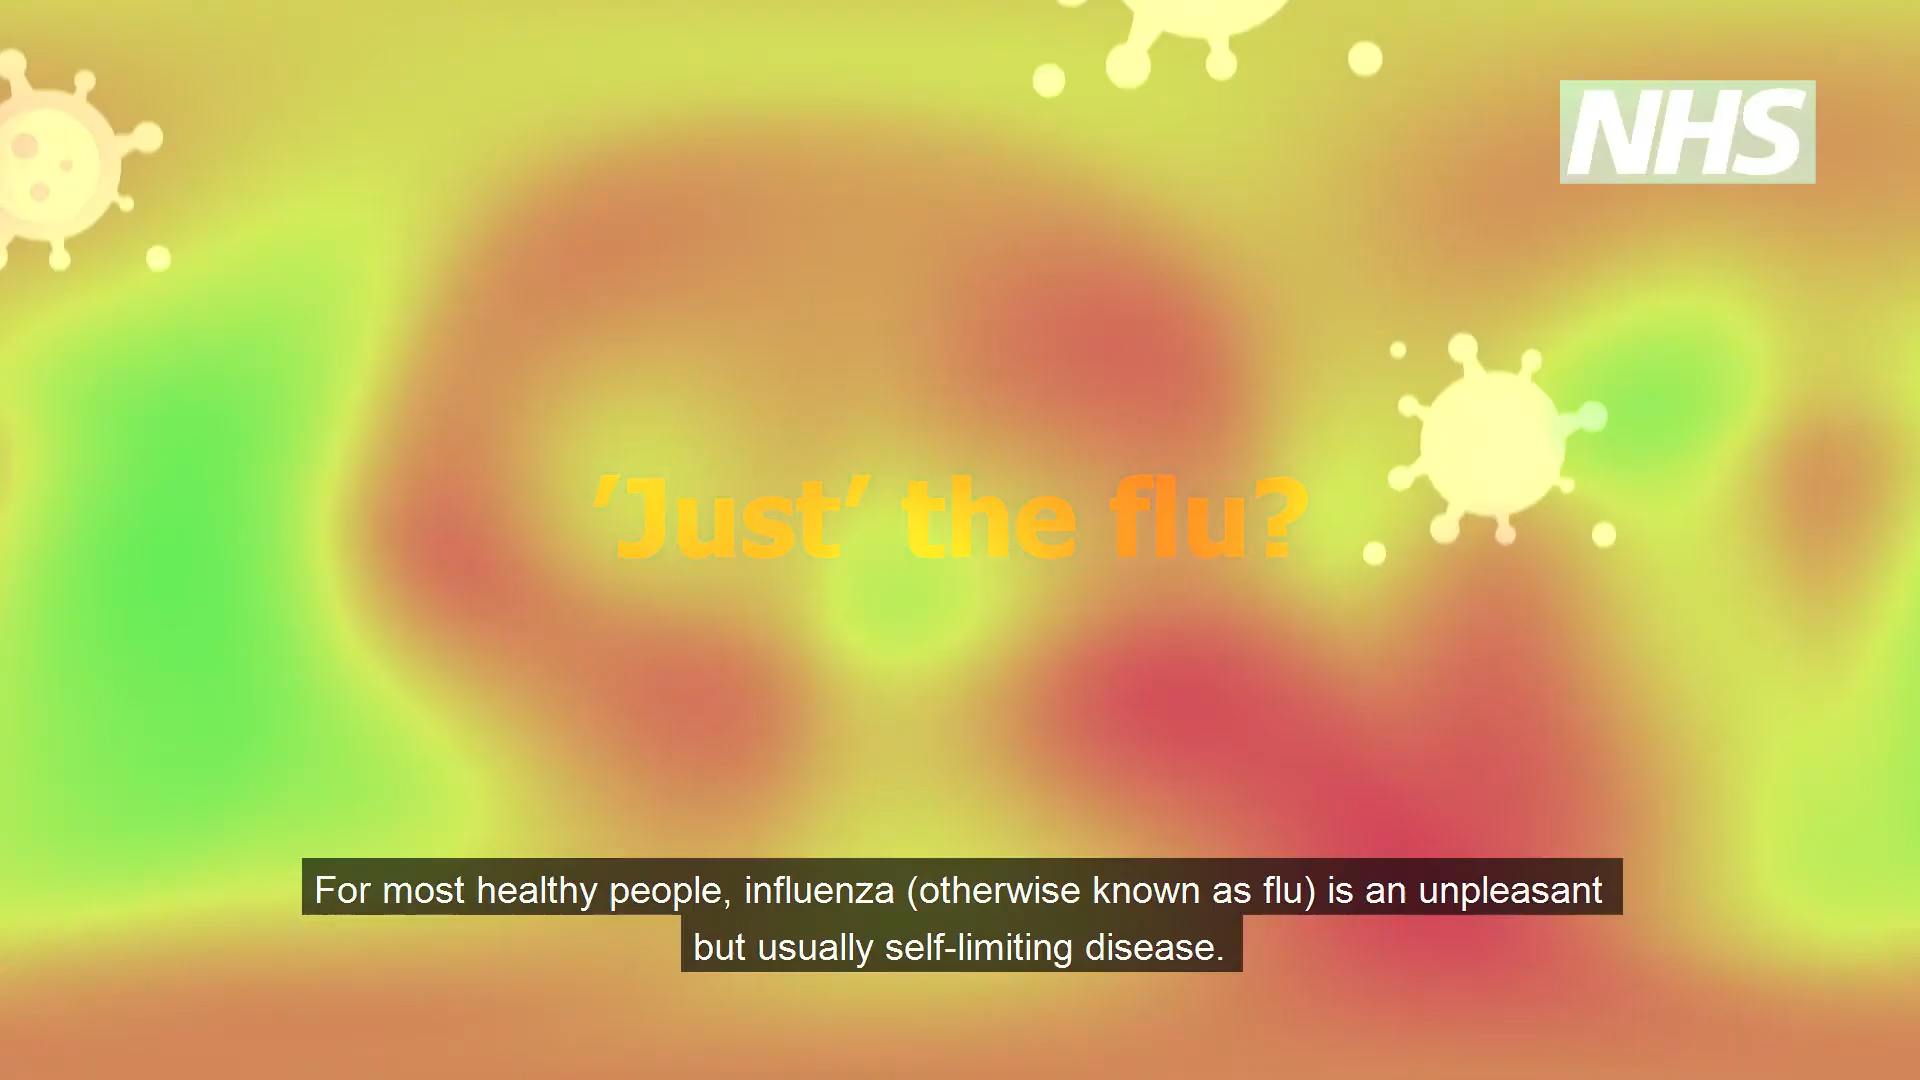 NHS
’Just’ the flu?
For most healthy people, influenza (otherwise known as flu) is an unpleasant
but usually self-limiting disease.